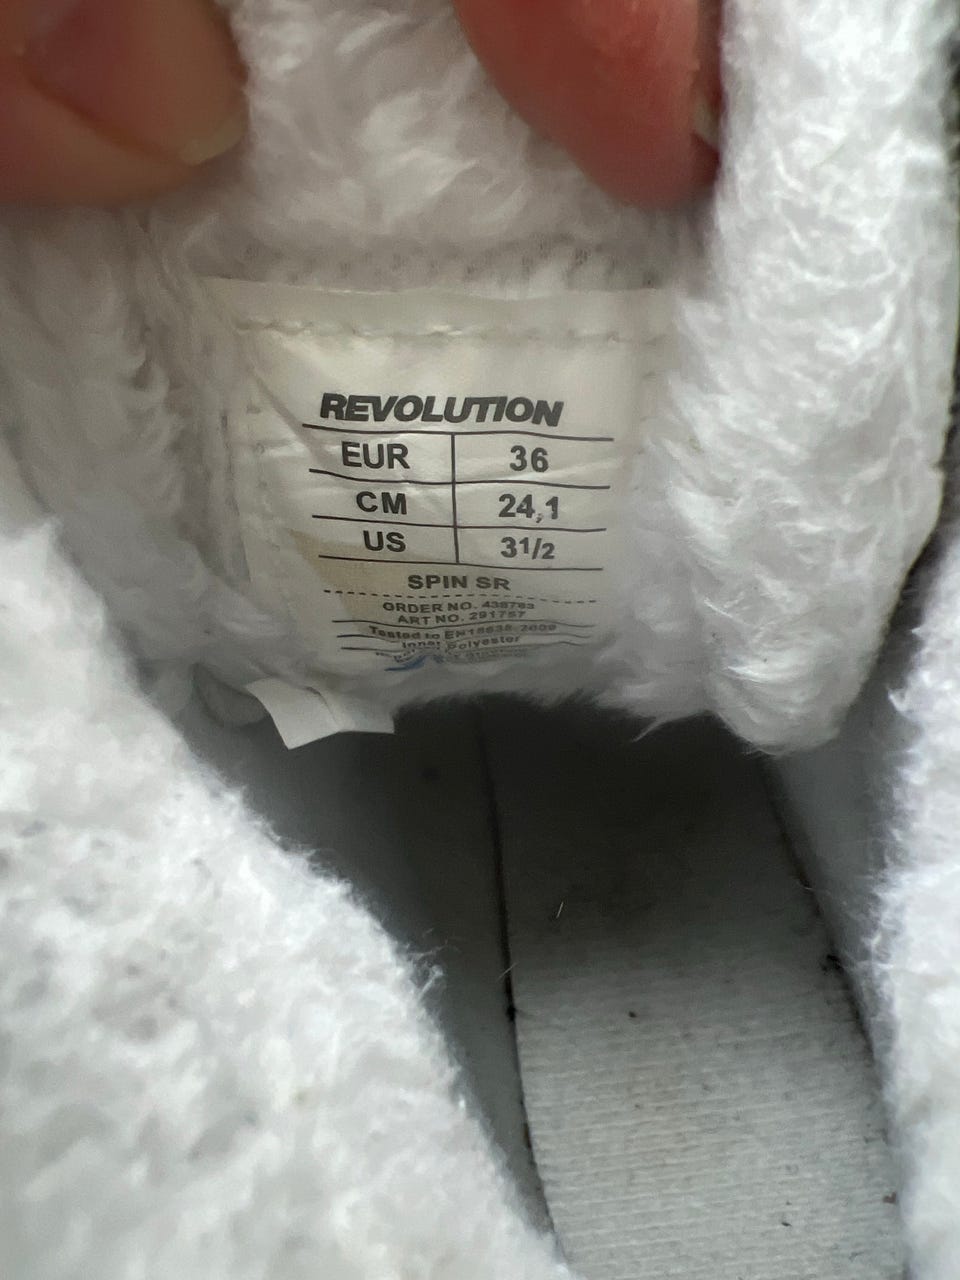 REVOLUTION
EUR 36
CM 24,1
US 31/2
SPIN SR
ORDER NO. 438783
ART NO. 291757
Tested to EN15638:2009
Inner Polyester